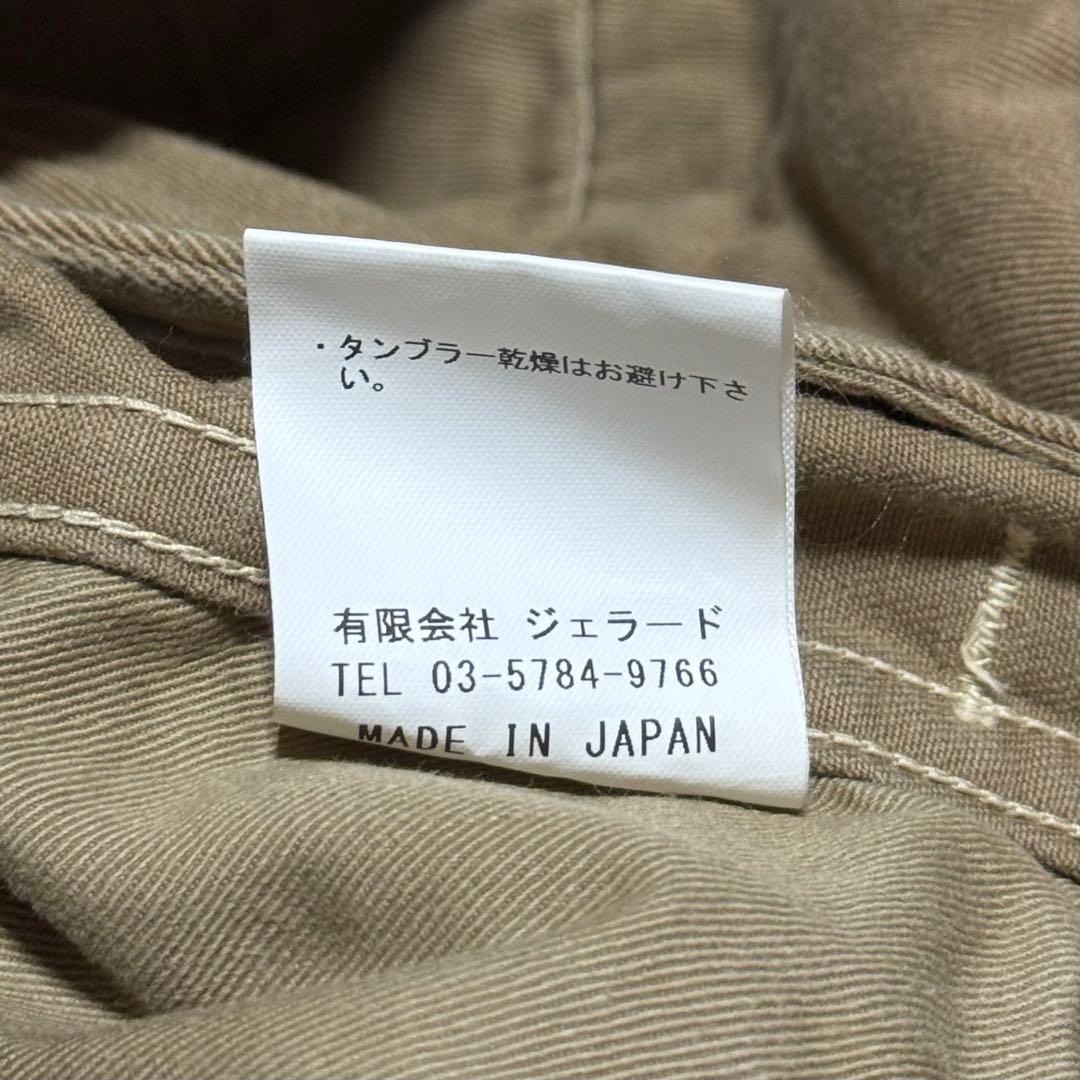 ・タンブラー乾燥はお避け下さ
い。
有限会社 ジェラード
TEL 03-5784-9766
MADE IN JAPAN